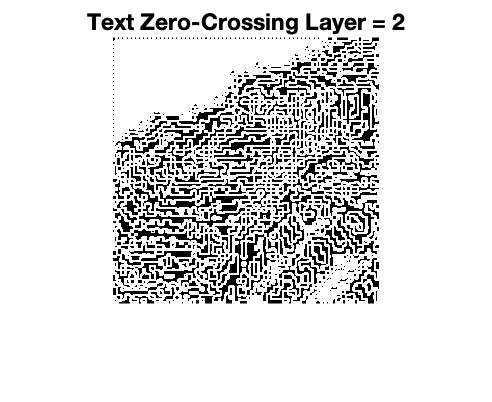 Text Zero-Crossing Layer = 2